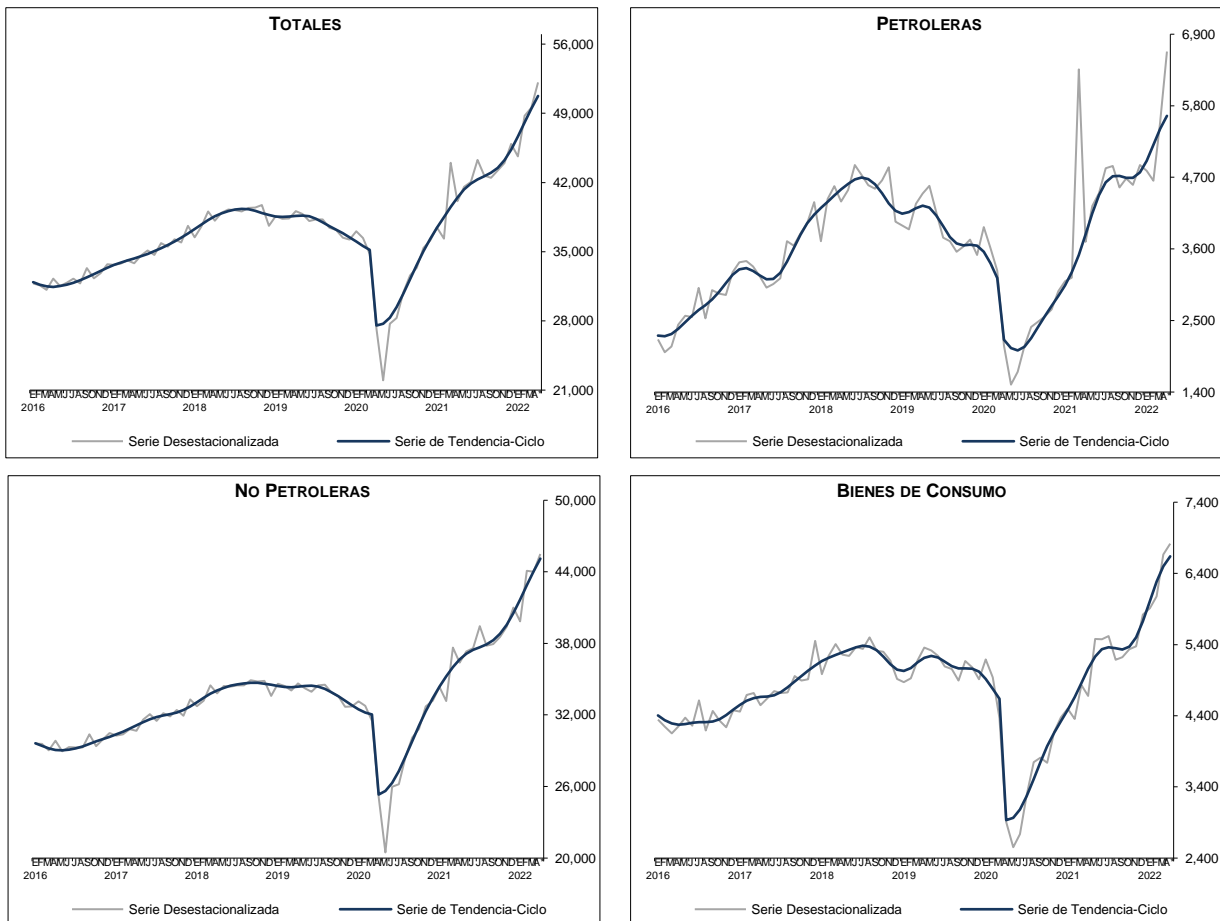 TOTALES
56,000
49,000
42,000
35,000
28,000
21,000
2016 2017 2018 2019 2020 2021 2022
Serie Desestacionalizada Serie de Tendencia-Ciclo
PETROLERAS
6,900
5,800
4,700
3,600
2,500
1,400
2016 2017 2018 2019 2020 2021 2022
Serie Desestacionalizada Serie de Tendencia-Ciclo
NO PETROLERAS
50,000
44,000
38,000
32,000
26,000
20,000
2016 2017 2018 2019 2020 2021 2022
Serie Desestacionalizada Serie de Tendencia-Ciclo
BIENES DE CONSUMO
7,400
6,400
5,400
4,400
3,400
2,400
2016 2017 2018 2019 2020 2021 2022
Serie Desestacionalizada Serie de Tendencia-Ciclo